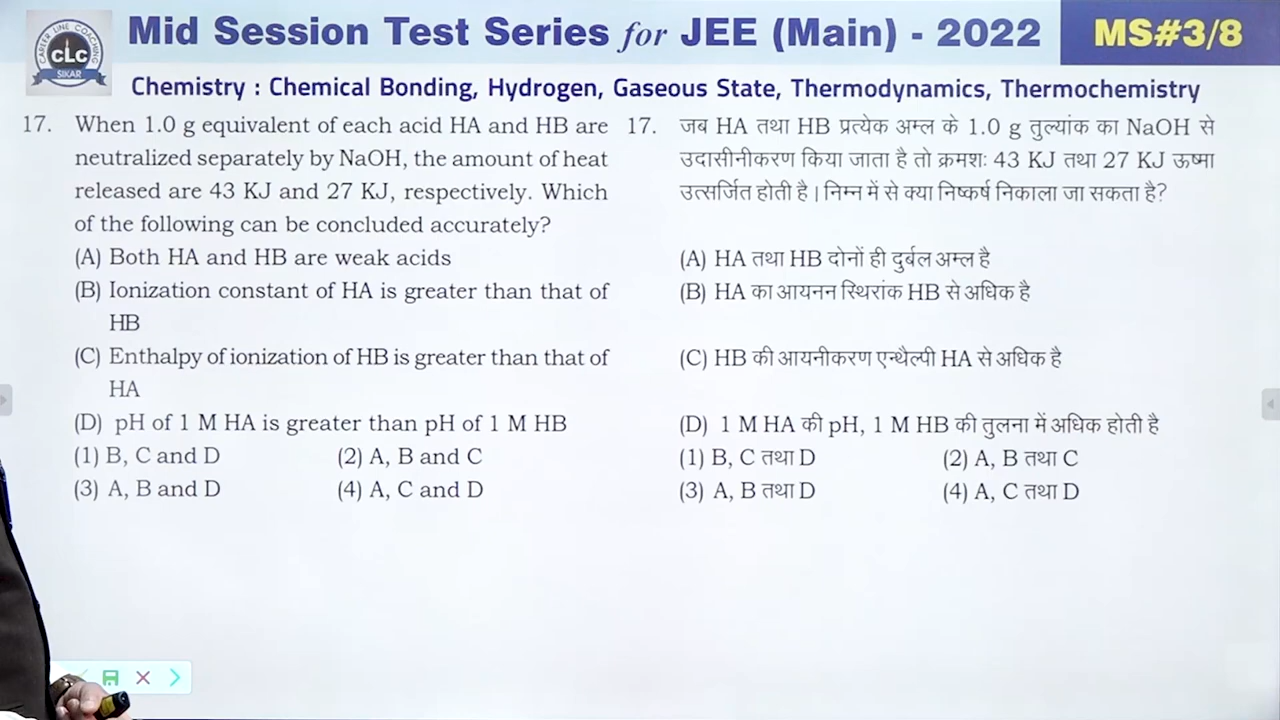 CAREER LINE COACHING
CLC
SIKAR
Mid Session Test Series for JEE (Main) - 2022
MS#3/8
Chemistry : Chemical Bonding, Hydrogen, Gaseous State, Thermodynamics, Thermochemistry
17. When 1.0 g equivalent of each acid HA and HB are
neutralized separately by NaOH, the amount of heat
released are 43 KJ and 27 KJ, respectively. Which
of the following can be concluded accurately?
(A) Both HA and HB are weak acids
(B) Ionization constant of HA is greater than that of
HB
(C) Enthalpy of ionization of HB is greater than that of
HA
(D) pH of 1 M HA is greater than pH of 1 M HB
(1) B, C and D (2) A, B and C
(3) A, B and D (4) A, C and D
17. जब HA तथा HB प्रत्येक अम्ल के 1.0 g तुल्यांक का NaOH से
उदासीनीकरण किया जाता है तो क्रमशः 43 KJ तथा 27 KJ ऊष्मा
उत्सर्जित होती है। निम्न में से क्या निष्कर्ष निकाला जा सकता है?
(A) HA तथा HB दोनों ही दुर्बल अम्ल है
(B) HA का आयनन स्थिरांक HB से अधिक है
(C) HB की आयनीकरण एन्थैल्पी HA से अधिक है
(D) 1 M HA की pH, 1 M HB की तुलना में अधिक होती है
(1) B, C तथा D (2) A, B तथा C
(3) A, B तथा D (4) A, C तथा D